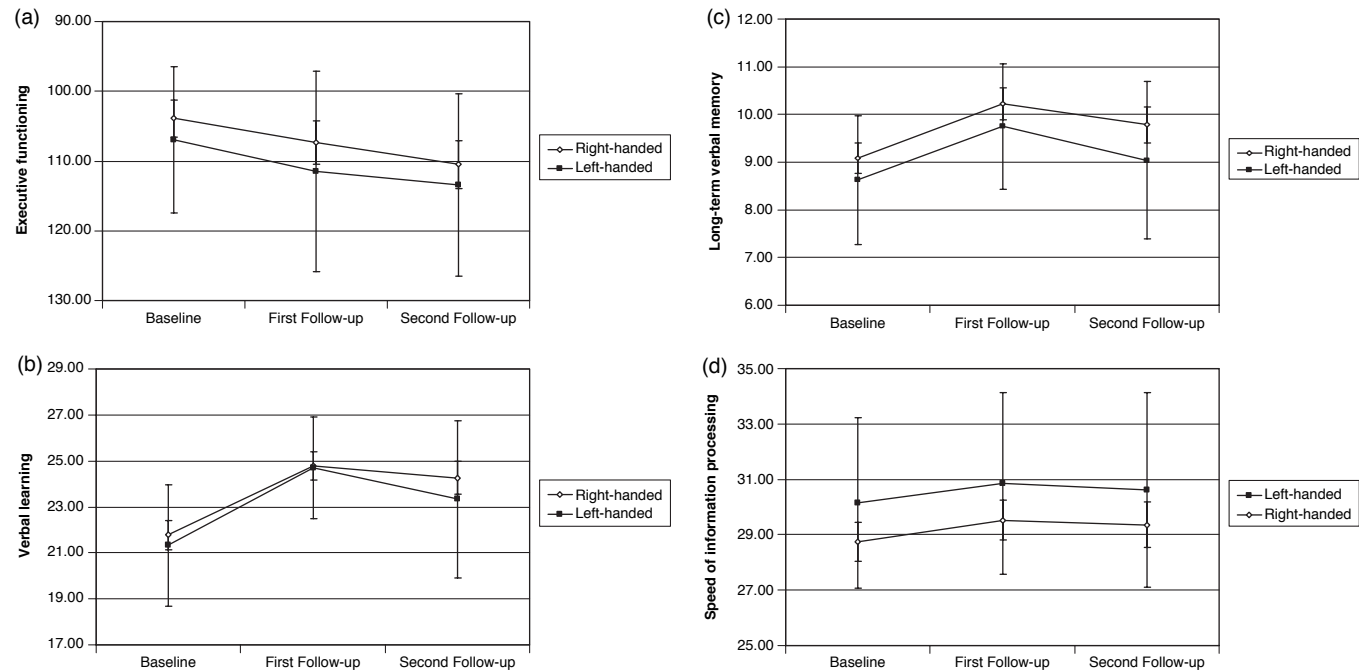 (a)
90.00
100.00
110.00
120.00
130.00
Executive functioning
Baseline
First Follow-up
Second Follow-up
Right-handed
Left-handed
(b)
29.00
27.00
25.00
23.00
21.00
19.00
17.00
Verbal learning
Baseline
First Follow-up
Second Follow-up
Right-handed
Left-handed
(c)
12.00
11.00
10.00
9.00
8.00
7.00
6.00
Long-term verbal memory
Baseline
First Follow-up
Second Follow-up
Right-handed
Left-handed
(d)
35.00
33.00
31.00
29.00
27.00
25.00
Speed of information processing
Baseline
First Follow-up
Second Follow-up
Left-handed
Right-handed